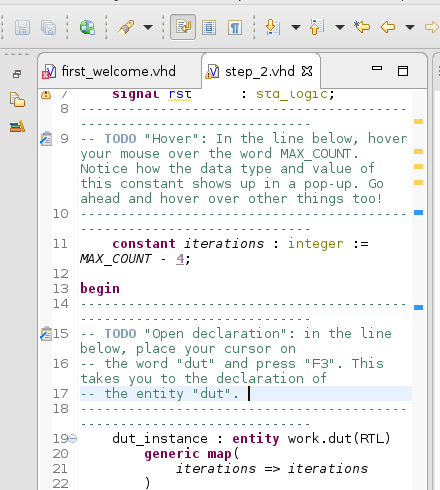 first_welcome.vhd
step_2.vhd
7 signal rst : std_logic;
8 ----------------------------------------
----------------------------
9 -- TODO "Hover": In the line below, hover
your mouse over the word MAX_COUNT.
Notice how the data type and value of
this constant shows up in a pop-up. Go
ahead and hover over other things too!
10 ----------------------------------------
----------------------------
11 constant iterations : integer :=
MAX_COUNT - 4;
12
13 begin
14 ----------------------------------------
----------------------------
15 -- TODO "Open declaration": in the line
below, place your cursor on
16 -- the word "dut" and press "F3". This
takes you to the declaration of
17 -- the entity "dut".
18 ----------------------------------------
----------------------------
19 dut_instance : entity work.dut(RTL)
20 generic map(
21 iterations => iterations
22 )